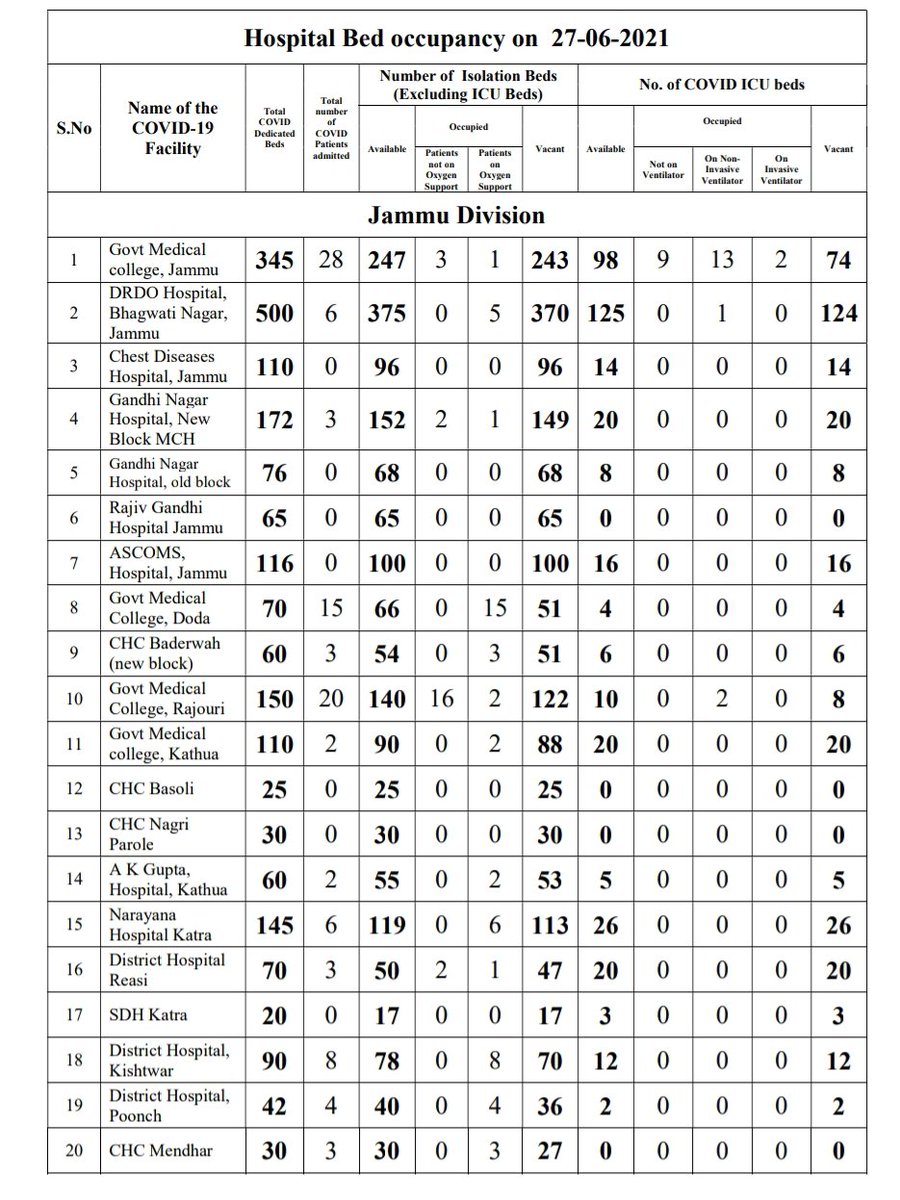 Hospital Bed occupancy on 27-06-2021
S.No
Name of the
COVID-19
Facility
Total
COVID
Dedicated
Beds
Total
number
of
COVID
Patients
admitted
Number of Isolation Beds
(Excluding ICU Beds)
No. of COVID ICU beds
Available
Occupied
Vacant
Available
Occupied
Vacant
Patients
not on
Oxygen
Support
Patients
on
Oxygen
Support
Not on
Ventilator
On Non-
Invasive
Ventilator
On
Invasive
Ventilator
Jammu Division
1 Govt Medical
college, Jammu 345 28 247 3 1 243 98 9 13 2 74
2 DRDO Hospital,
Bhagwati Nagar,
Jammu 500 6 375 0 5 370 125 0 1 0 124
3 Chest Diseases
Hospital, Jammu 110 0 96 0 0 96 14 0 0 0 14
4 Gandhi Nagar
Hospital, New
Block MCH 172 3 152 2 1 149 20 0 0 0 20
5 Gandhi Nagar
Hospital, old block 76 0 68 0 0 68 8 0 0 0 8
6 Rajiv Gandhi
Hospital Jammu 65 0 65 0 0 65 0 0 0 0 0
7 ASCOMS,
Hospital, Jammu 116 0 100 0 0 100 16 0 0 0 16
8 Govt Medical
College, Doda 70 15 66 0 15 51 4 0 0 0 4
9 CHC Baderwah
(new block) 60 3 54 0 3 51 6 0 0 0 6
10 Govt Medical
College, Rajouri 150 20 140 16 2 122 10 0 2 0 8
11 Govt Medical
college, Kathua 110 2 90 0 2 88 20 0 0 0 20
12 CHC Basoli 25 0 25 0 0 25 0 0 0 0 0
13 CHC Nagri
Parole 30 0 30 0 0 30 0 0 0 0 0
14 A K Gupta,
Hospital, Kathua 60 2 55 0 2 53 5 0 0 0 5
15 Narayana
Hospital Katra 145 6 119 0 6 113 26 0 0 0 26
16 District Hospital
Reasi 70 3 50 2 1 47 20 0 0 0 20
17 SDH Katra 20 0 17 0 0 17 3 0 0 0 3
18 District Hospital,
Kishtwar 90 8 78 0 8 70 12 0 0 0 12
19 District Hospital,
Poonch 42 4 40 0 4 36 2 0 0 0 2
20 CHC Mendhar 30 3 30 0 3 27 0 0 0 0 0